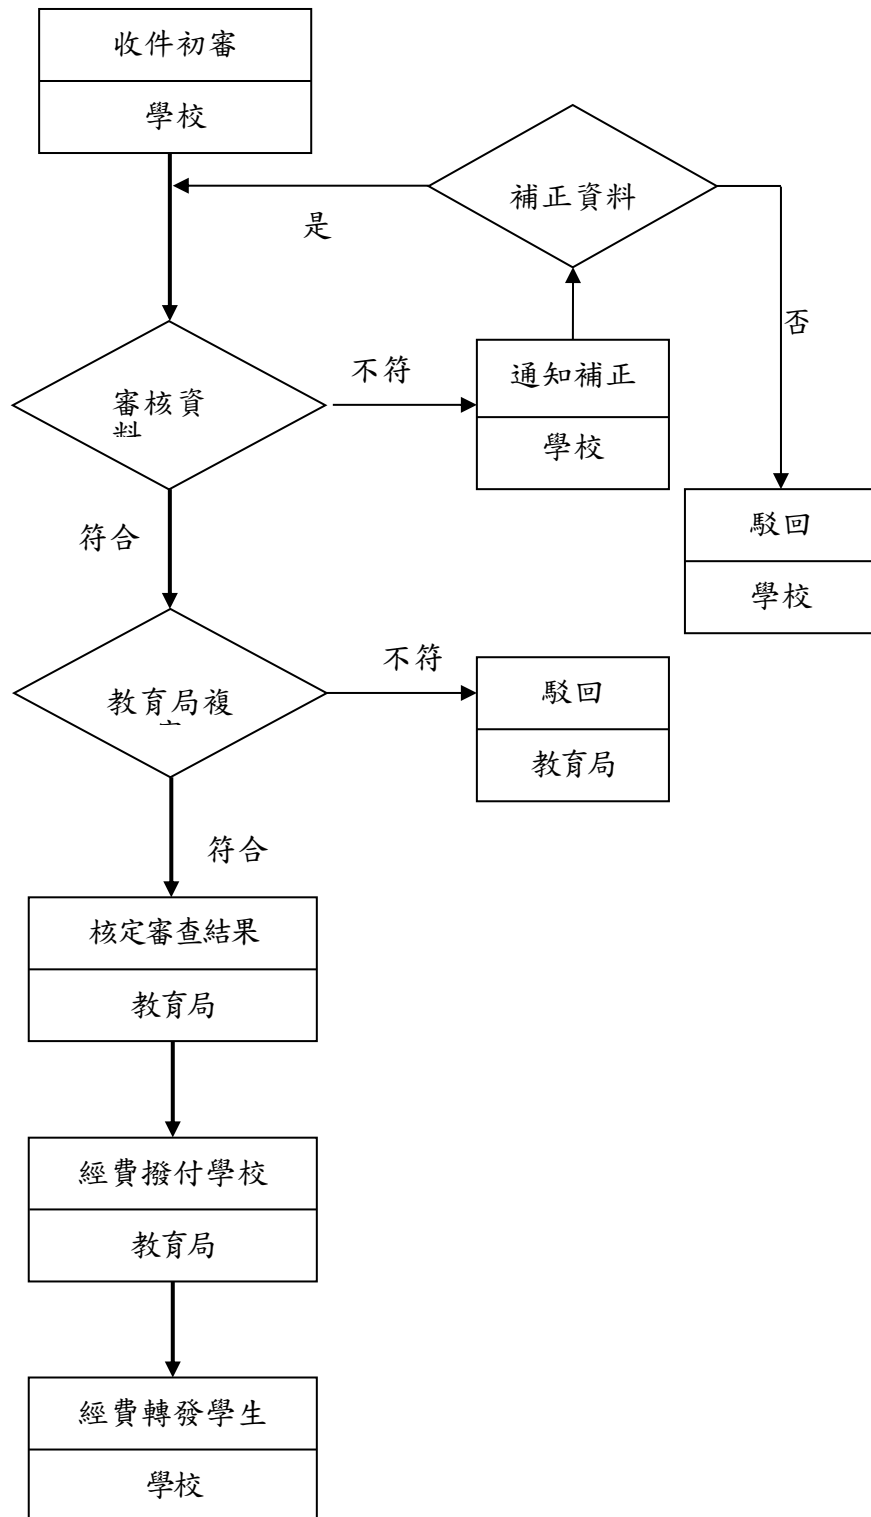 收件初審
學校
補正資料
是
否
不符
通知補正
學校
審核資
料
符合
駁回
學校
不符
教育局複
駁回
教育局
符合
核定審查結果
教育局
經費撥付學校
教育局
經費轉發學生
學校